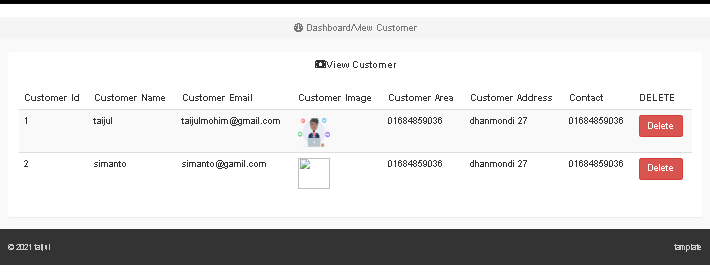 Dashboard/View Customer
View Customer
Customer Id Customer Name Customer Email Customer Image Customer Area Customer Address Contact DELETE
1 taijul taijulmohim@gmail.com 01684859036 dhanmondi 27 01684859036 Delete
2 simanto simanto@gamil.com 01684859036 dhanmondi 27 01684859036 Delete
© 2021 taijul template